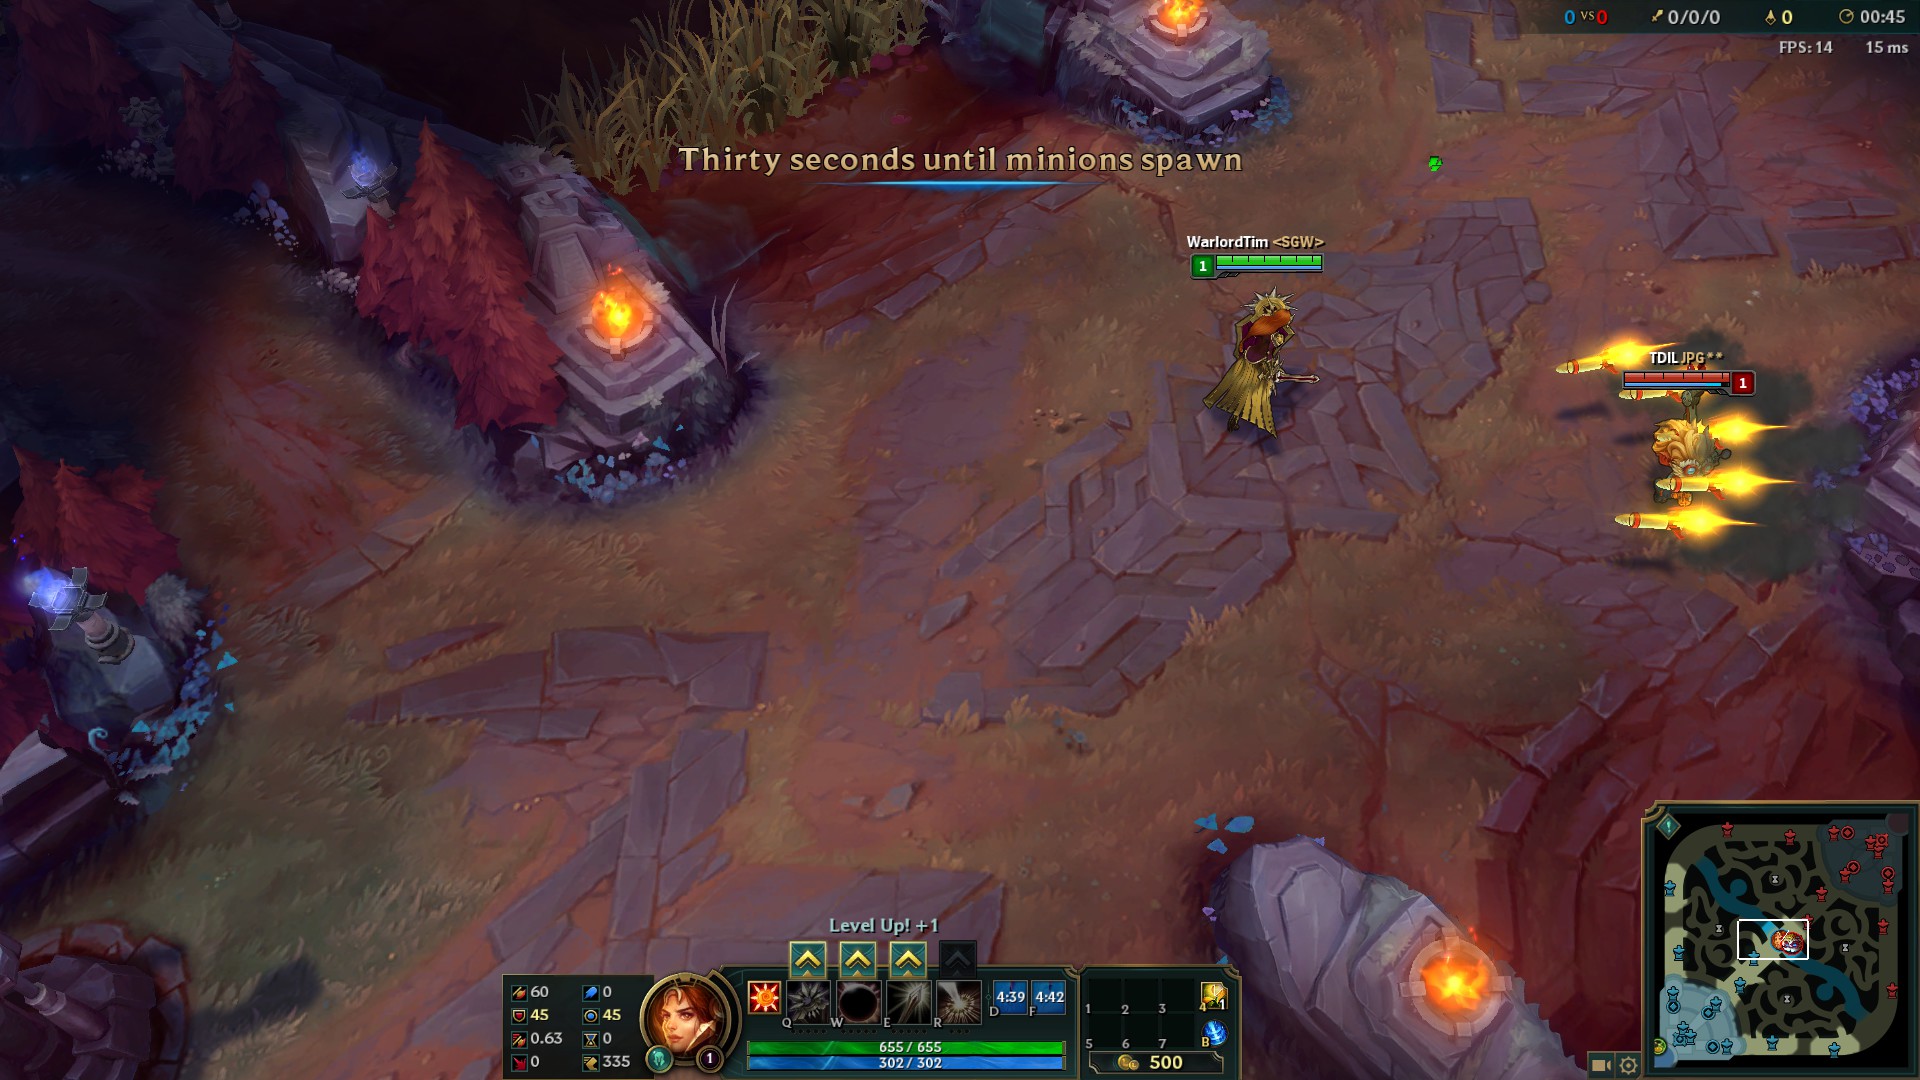 0 VS 0 0/0/0 0 00:45
FPS: 14 15 ms
Thirty seconds until minions spawn
WarlordTim <SGW>
1
TDIL JPG**
1
Level Up! +1
60 0
45 45
0.63 0
0 335
1
Q W E R
4:39 D 4:42 F
655 / 655
302 / 302
1 2 3 4 1
5 6 7 B
500